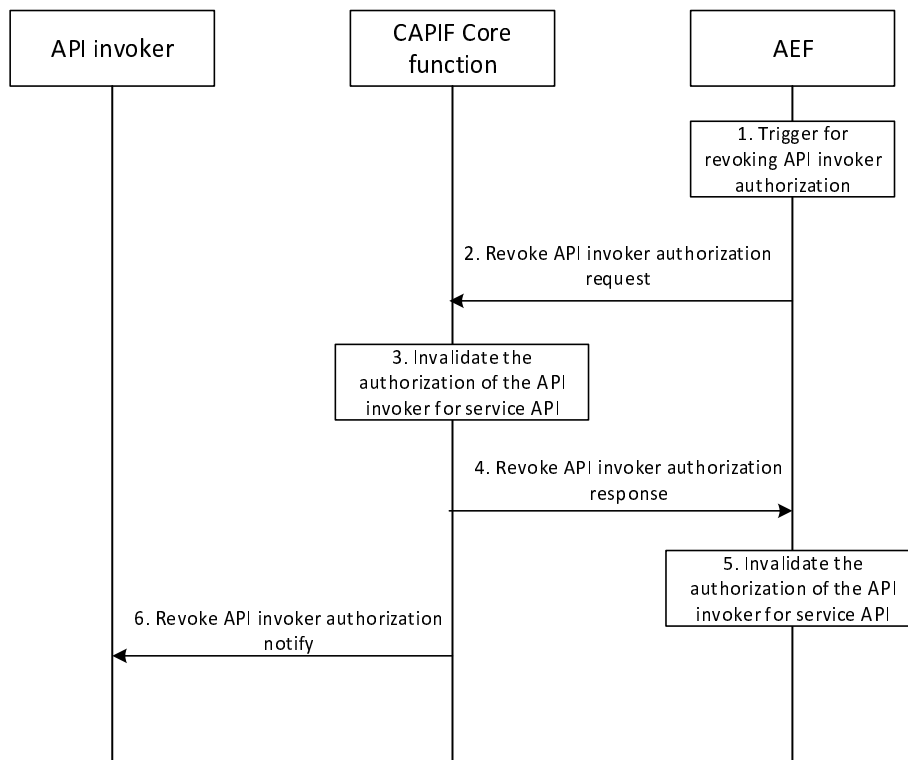 API invoker
CAPIF Core
function
AEF
1. Trigger for
revoking API invoker
authorization
2. Revoke API invoker authorization
request
3. Invalidate the
authorization of the API
invoker for service API
4. Revoke API invoker authorization
response
5. Invalidate the
authorization of the API
invoker for service API
6. Revoke API invoker authorization
notify